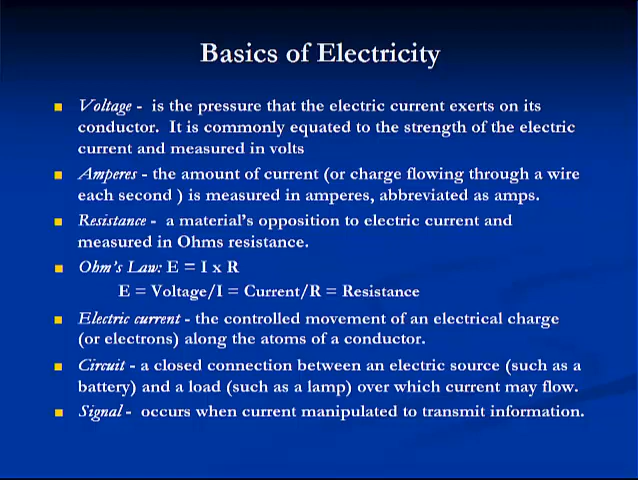 Basics of Electricity
Voltage - is the pressure that the electric current exerts on its
conductor. It is commonly equated to the strength of the electric
current and measured in volts
Amperes - the amount of current (or charge flowing through a wire
each second ) is measured in amperes, abbreviated as amps.
Resistance - a material's opposition to electric current and
measured in Ohms resistance.
Ohm's Law: E = I x R
E = Voltage/I = Current/R = Resistance
Electric current - the controlled movement of an electrical charge
(or electrons) along the atoms of a conductor.
Circuit - a closed connection between an electric source (such as a
battery) and a load (such as a lamp) over which current may flow.
Signal - occurs when current manipulated to transmit information.